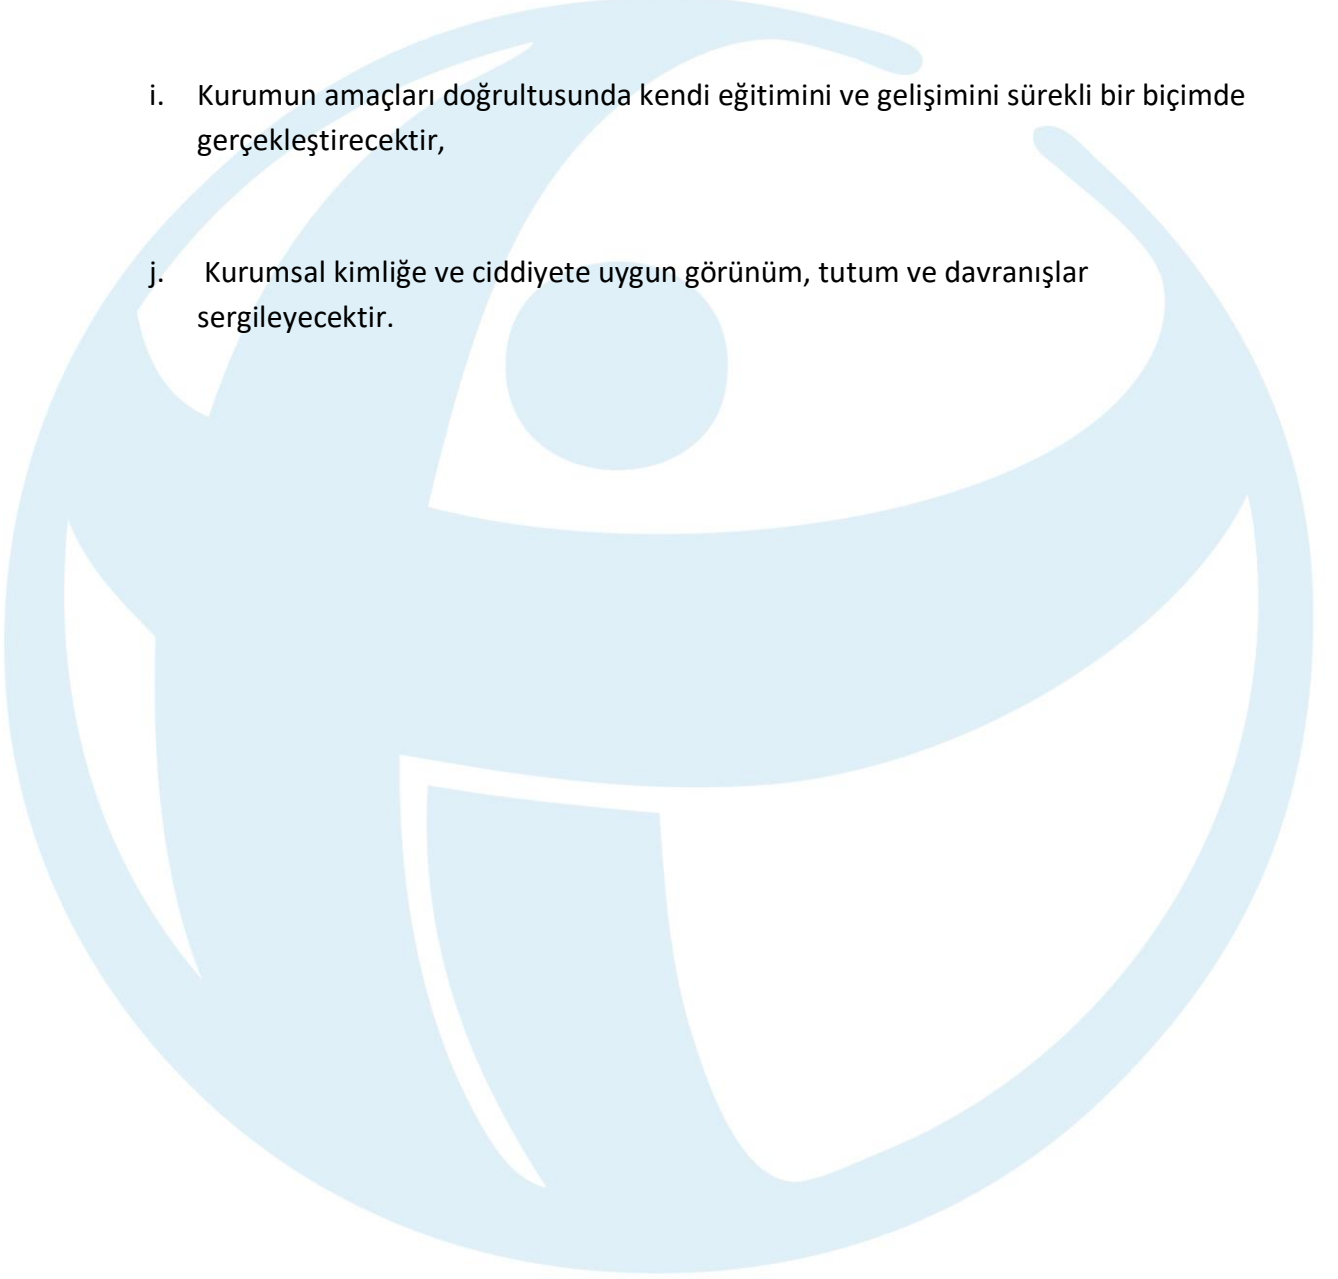 i. Kurumun amaçları doğrultusunda kendi eğitimini ve gelişimini sürekli bir biçimde
gerçekleştirecektir,
j. Kurumsal kimliğe ve ciddiyete uygun görünüm, tutum ve davranışlar
sergileyecektir.